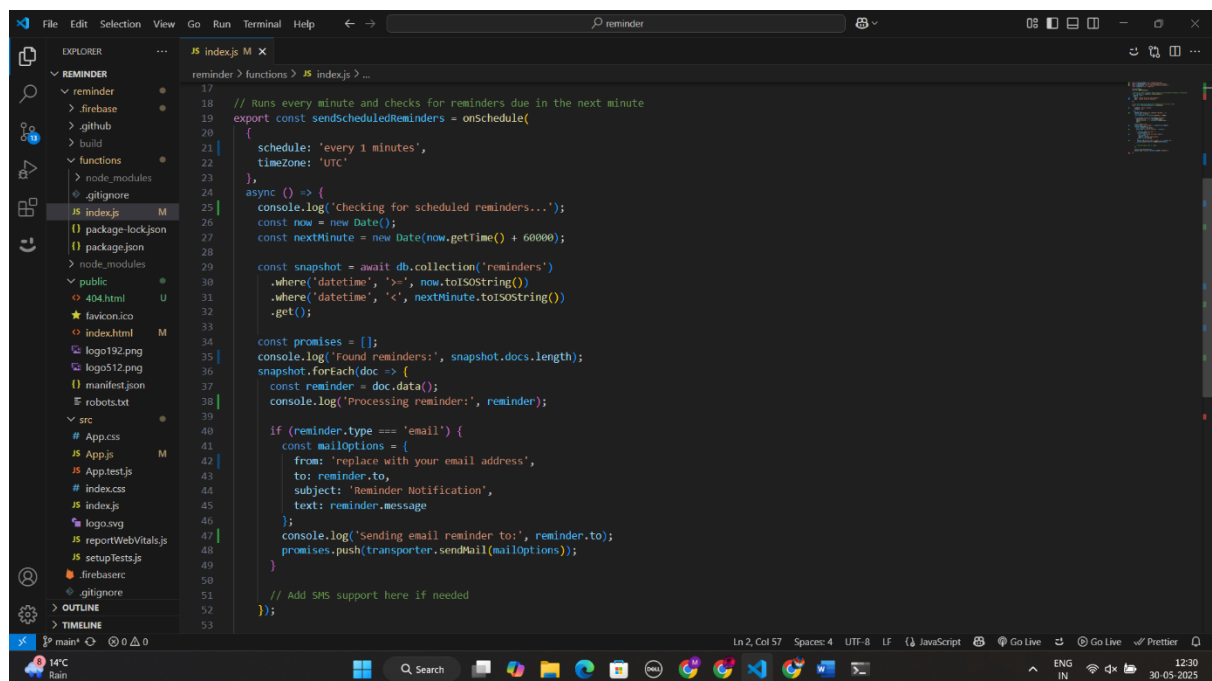 File Edit Selection View Go Run Terminal Help
reminder
EXPLORER
REMINDER
reminder
.firebase
.github
build
functions
node_modules
.gitignore
JS index.js M
{} package-lock.json
{} package.json
node_modules
public
404.html U
favicon.ico
index.html M
logo192.png
logo512.png
{} manifest.json
robots.txt
src
# App.css
JS App.js M
JS App.test.js
# index.css
JS index.js
logo.svg
JS reportWebVitals.js
JS setupTests.js
.firebaserc
.gitignore
OUTLINE
TIMELINE
13
JS index.js M
reminder > functions > JS index.js > ...
17
18 // Runs every minute and checks for reminders due in the next minute
19 export const sendScheduledReminders = onSchedule(
20 {
21 schedule: 'every 1 minutes',
22 timeZone: 'UTC'
23 },
24 async () => {
25 console.log('Checking for scheduled reminders...');
26 const now = new Date();
27 const nextMinute = new Date(now.getTime() + 60000);
28
29 const snapshot = await db.collection('reminders')
30 .where('datetime', '>=', now.toISOString())
31 .where('datetime', '<', nextMinute.toISOString())
32 .get();
33
34 const promises = [];
35 console.log('Found reminders:', snapshot.docs.length);
36 snapshot.forEach(doc => {
37 const reminder = doc.data();
38 console.log('Processing reminder:', reminder);
39
40 if (reminder.type === 'email') {
41 const mailOptions = {
42 from: 'replace with your email address',
43 to: reminder.to,
44 subject: 'Reminder Notification',
45 text: reminder.message
46 };
47 console.log('Sending email reminder to:', reminder.to);
48 promises.push(transporter.sendMail(mailOptions));
49 }
50
51 // Add SMS support here if needed
52 });
53
main* 0 0 Ln 2, Col 57 Spaces: 4 UTF-8 LF {} JavaScript Go Live Go Live Prettier
8 14°C
Rain
Search
DELL
M
W
ENG
IN
12:30
30-05-2025